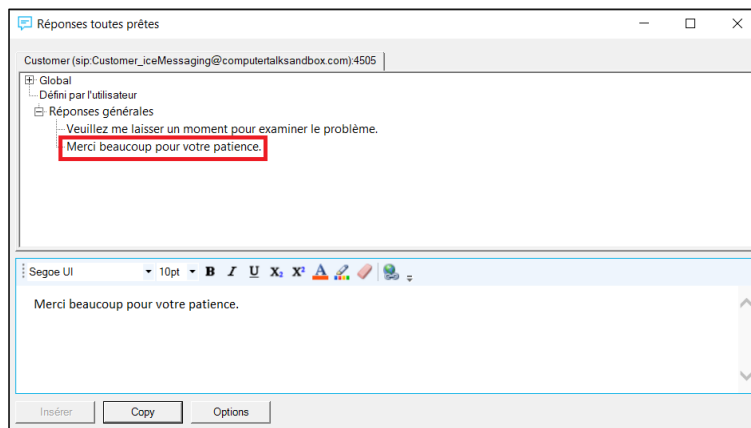 Réponses toutes prêtes
Customer (sip:Customer_iceMessaging@computertalksandbox.com):4505
Global
Défini par l'utilisateur
Réponses générales
Veuillez me laisser un moment pour examiner le problème.
Merci beaucoup pour votre patience.
Segoe UI 10pt B I U X₂ X² A
Merci beaucoup pour votre patience.
Insérer Copy Options